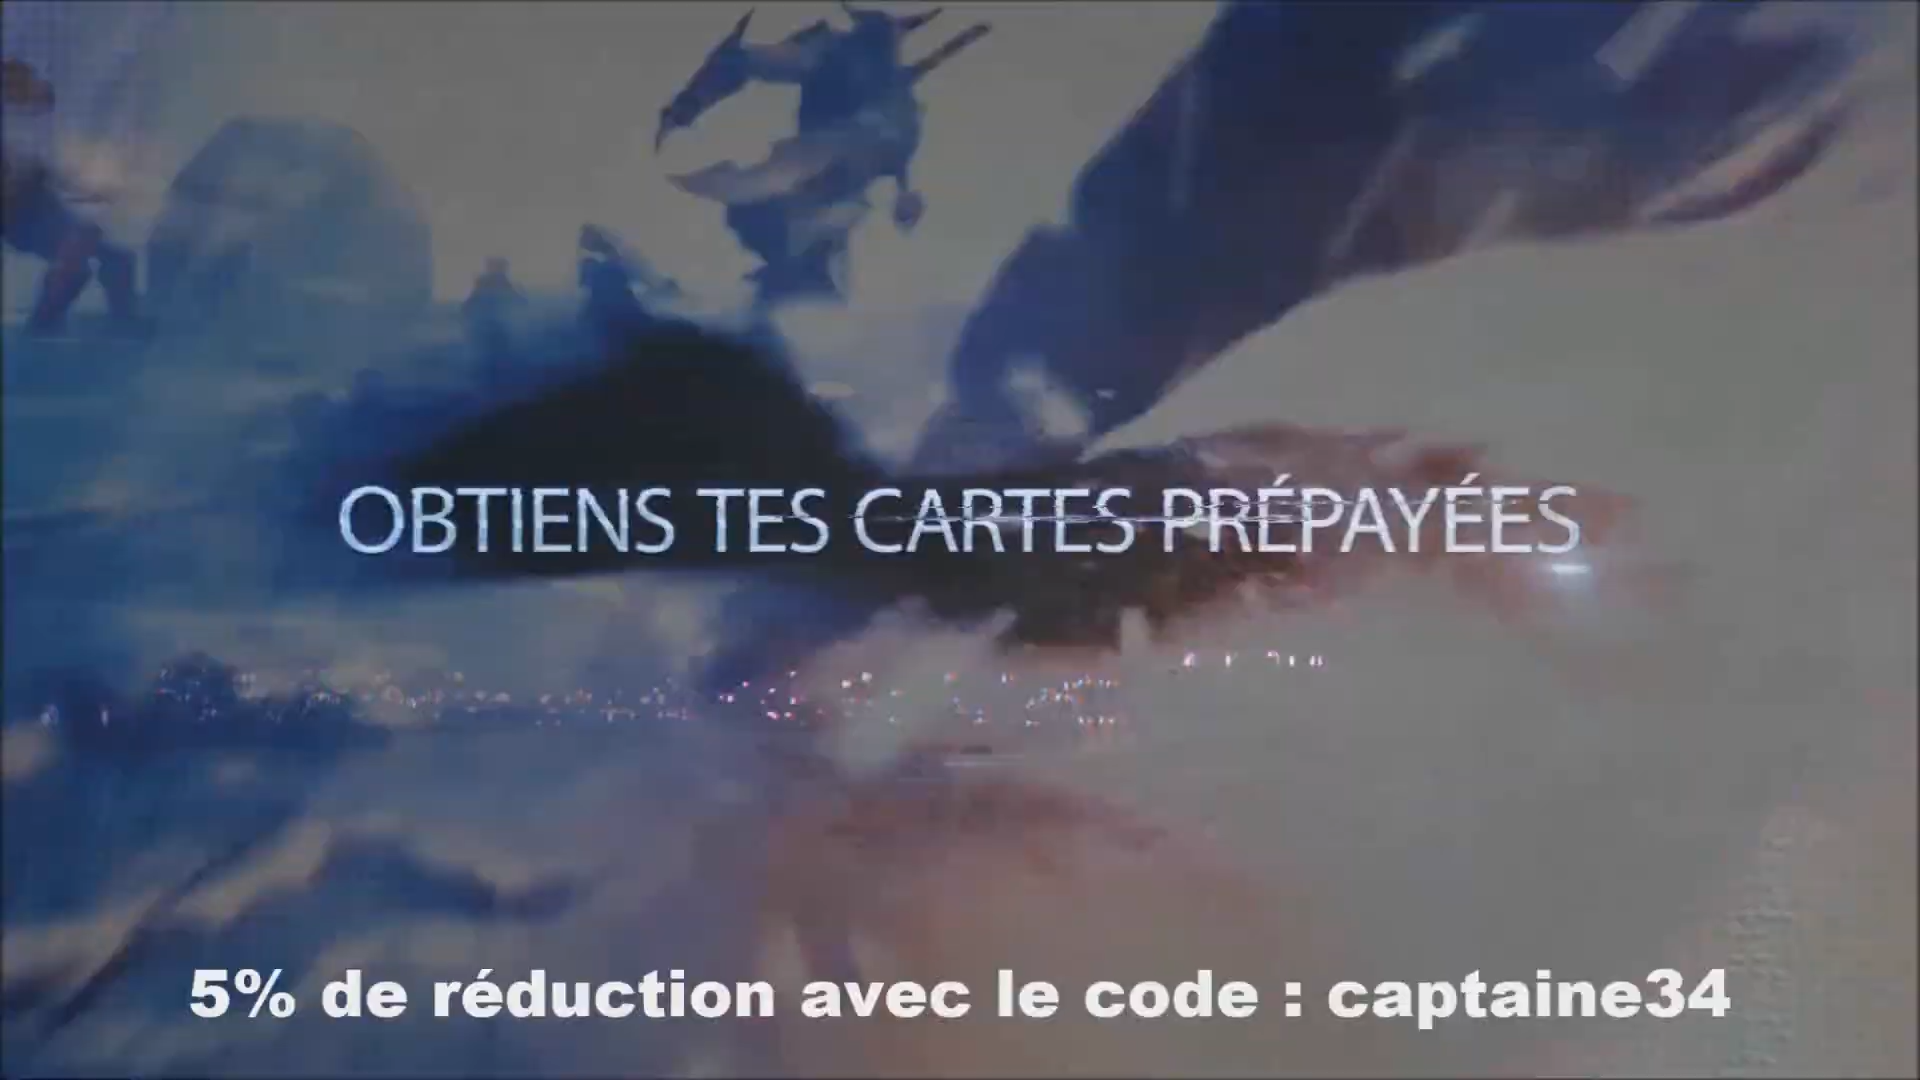 OBTIENS TES CARTES PRÉPAYÉES
5% de réduction avec le code : captaine34